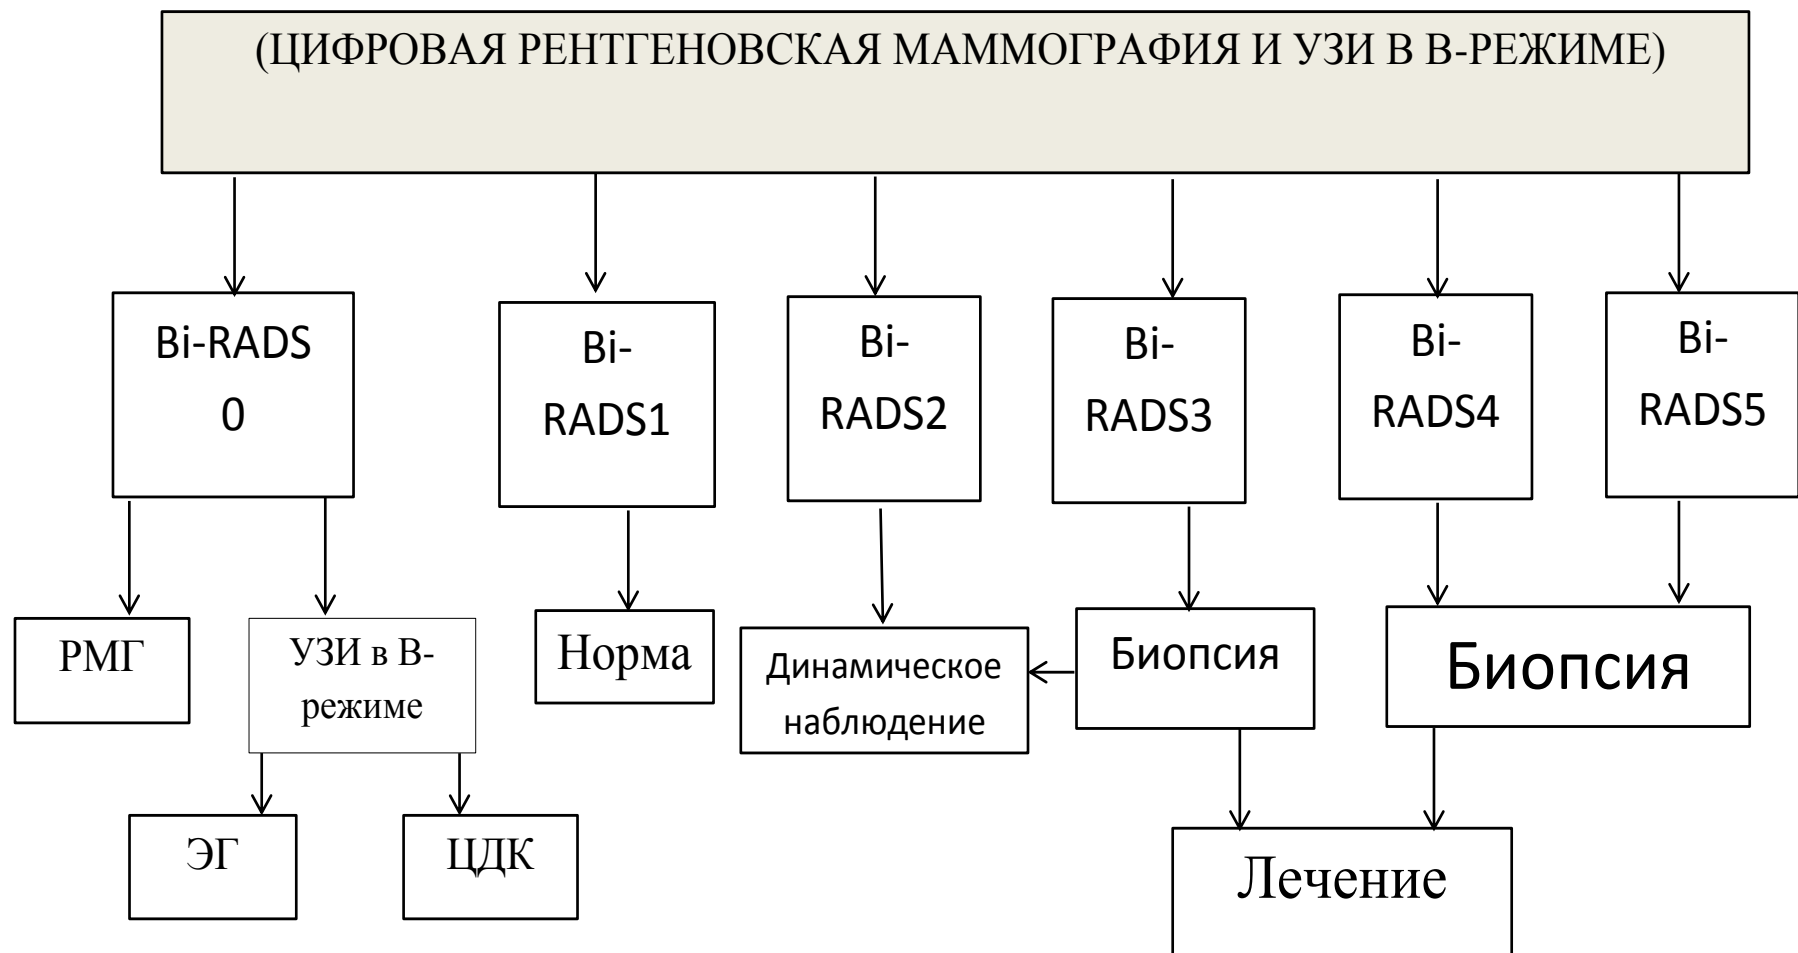 (ЦИФРОВАЯ РЕНТГЕНОВСКАЯ МАММОГРАФИЯ И УЗИ В В-РЕЖИМЕ)
Bi-RADS
0
Bi-
RADS1
Bi-
RADS2
Bi-
RADS3
Bi-
RADS4
Bi-
RADS5
РМГ
УЗИ в В-
режиме
Норма
Динамическое
наблюдение
Биопсия
Биопсия
ЭГ
ЦДК
Лечение